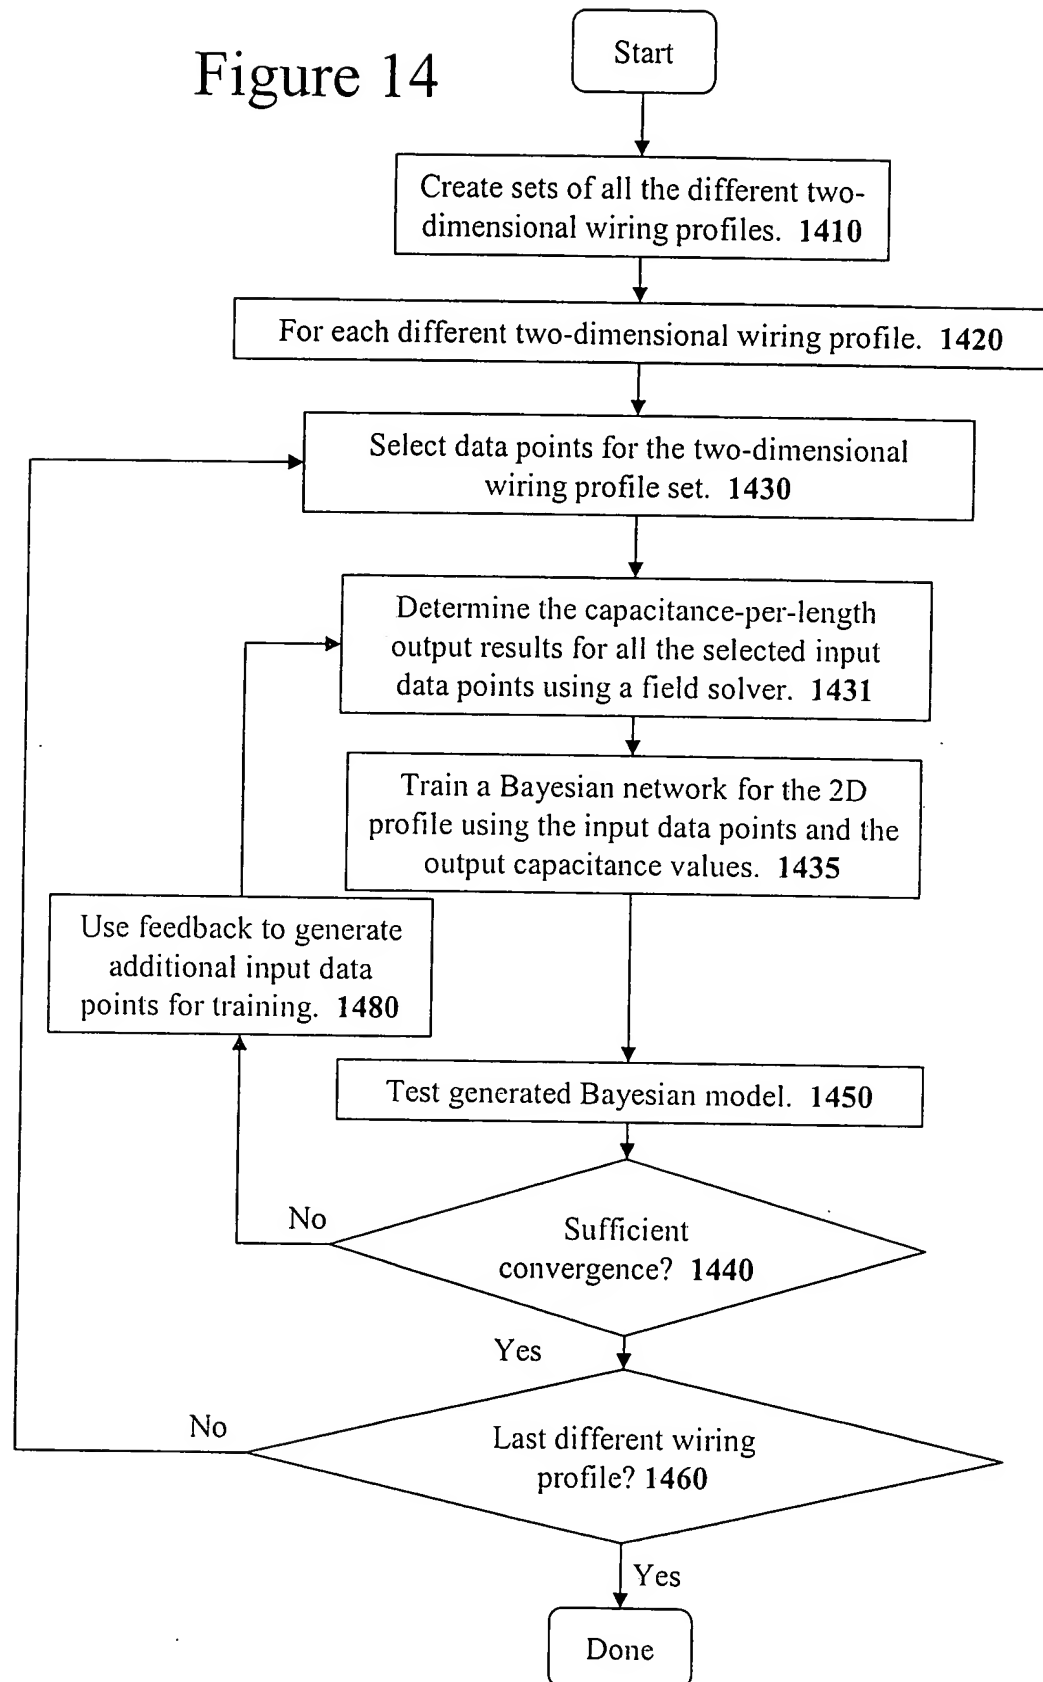 Figure 14
Start
Create sets of all the different two-
dimensional wiring profiles. 1410
For each different two-dimensional wiring profile. 1420
Select data points for the two-dimensional
wiring profile set. 1430
Determine the capacitance-per-length
output results for all the selected input
data points using a field solver. 1431
Train a Bayesian network for the 2D
profile using the input data points and the
output capacitance values. 1435
Use feedback to generate
additional input data
points for training. 1480
Test generated Bayesian model. 1450
No
Sufficient
convergence? 1440
Yes
No
Last different wiring
profile? 1460
Yes
Done